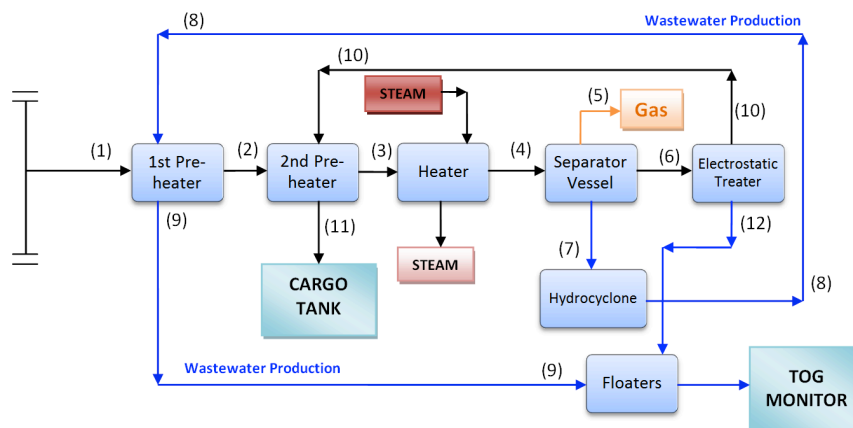 (8)
Wastewater Production
(10)
STEAM
(5)
Gas
(10)
(1)
1st Pre-
heater
(2)
2nd Pre-
heater
(3)
Heater
(4)
Separator
Vessel
(6)
Electrostatic
Treater
(9)
(11)
STEAM
(7)
(12)
CARGO
TANK
Hydrocyclone
(8)
Wastewater Production
(9)
Floaters
TOG
MONITOR